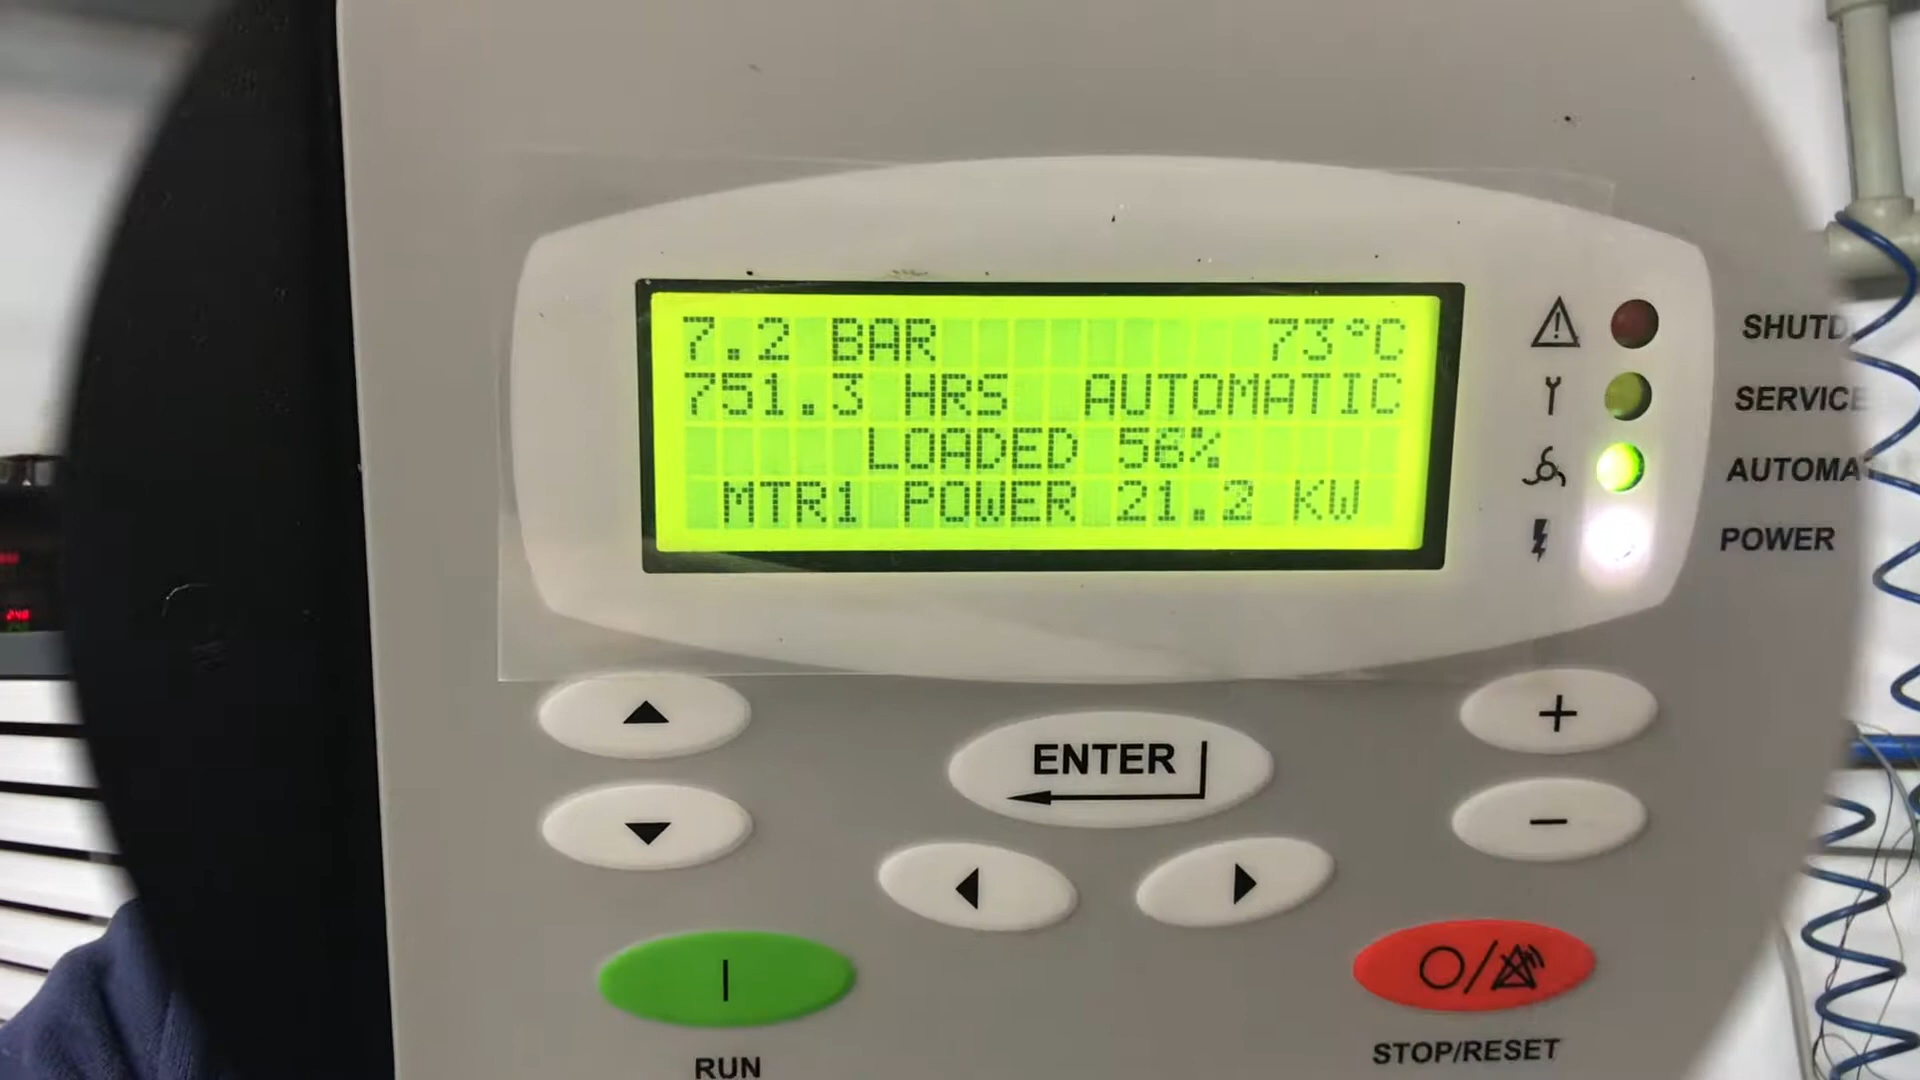 7.2 BAR 73°C
751.3 HRS AUTOMATIC
LOADED 56%
MTR1 POWER 21.2 KW
SHUTD
SERVICE
AUTOMA
POWER
ENTER
+
-
I
O/
RUN
STOP/RESET